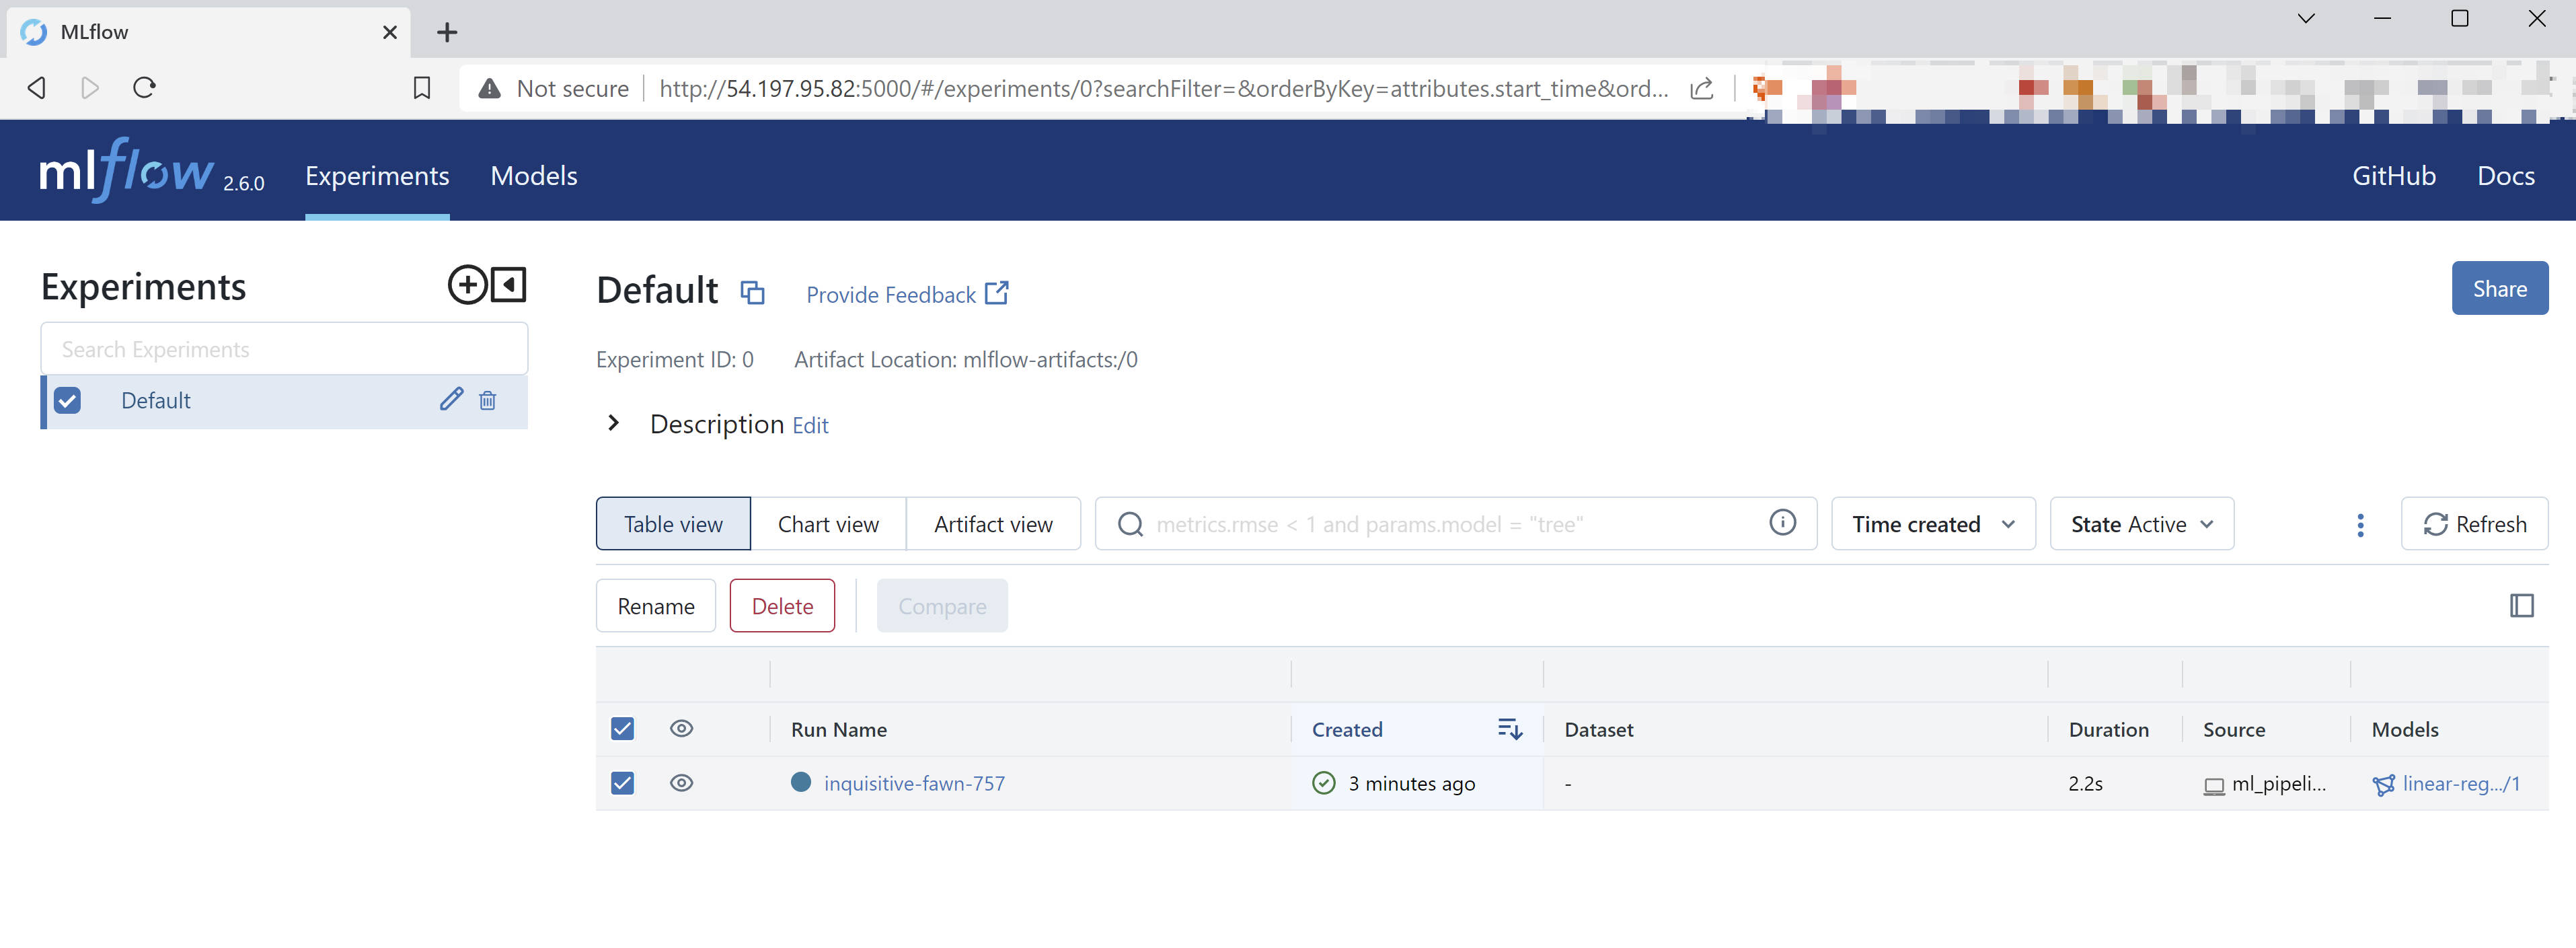 MLflow
Not secure
http://54.197.95.82:5000/#/experiments/0?searchFilter=&orderByKey=attributes.start_time&ord...
mlflow 2.6.0
Experiments
Models
GitHub
Docs
Experiments
Search Experiments
Default
Default
Provide Feedback
Share
Experiment ID: 0
Artifact Location: mlflow-artifacts:/0
Description Edit
Table view
Chart view
Artifact view
metrics.rmse < 1 and params.model = "tree"
Time created
State Active
Refresh
Rename
Delete
Compare
Run Name
Created
Dataset
Duration
Source
Models
inquisitive-fawn-757
3 minutes ago
-
2.2s
ml_pipeli...
linear-reg.../1